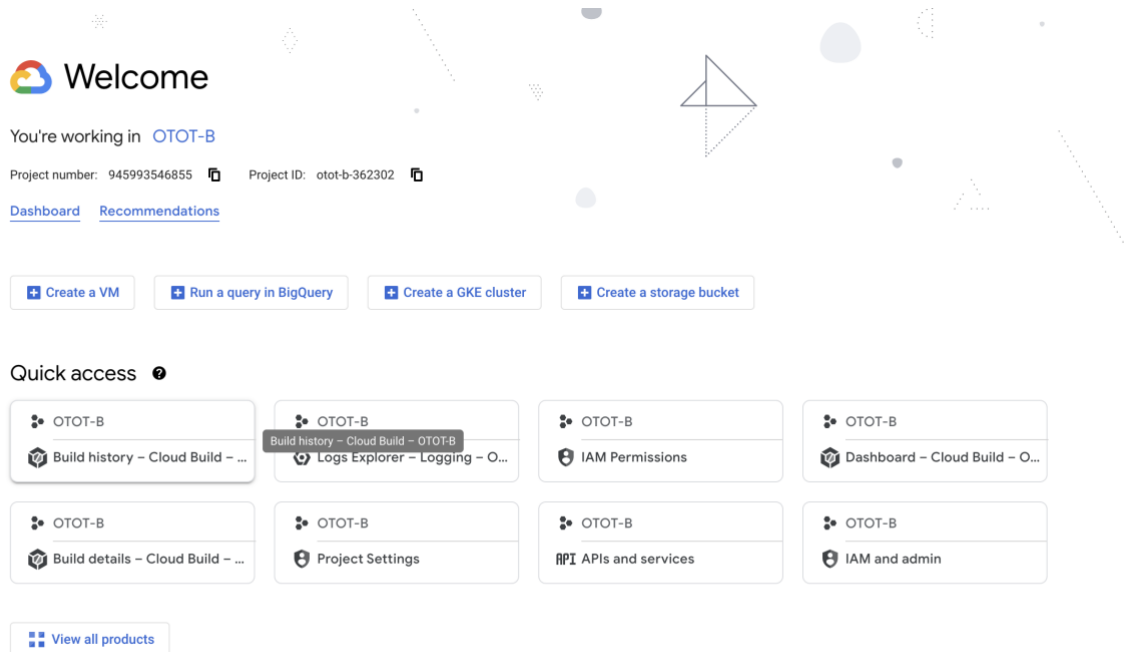 Welcome
You're working in OTOT-B
Project number: 945993546855 Project ID: otot-b-362302
Dashboard Recommendations
Create a VM Run a query in BigQuery Create a GKE cluster Create a storage bucket
Quick access ?
OTOT-B OTOT-B OTOT-B OTOT-B
Build history – Cloud Build – OTOT-B
Build history – Cloud Build – ... Logs Explorer – Logging – O... IAM Permissions Dashboard – Cloud Build – O...
OTOT-B OTOT-B OTOT-B OTOT-B
Build details – Cloud Build – ... Project Settings API APIs and services IAM and admin
View all products